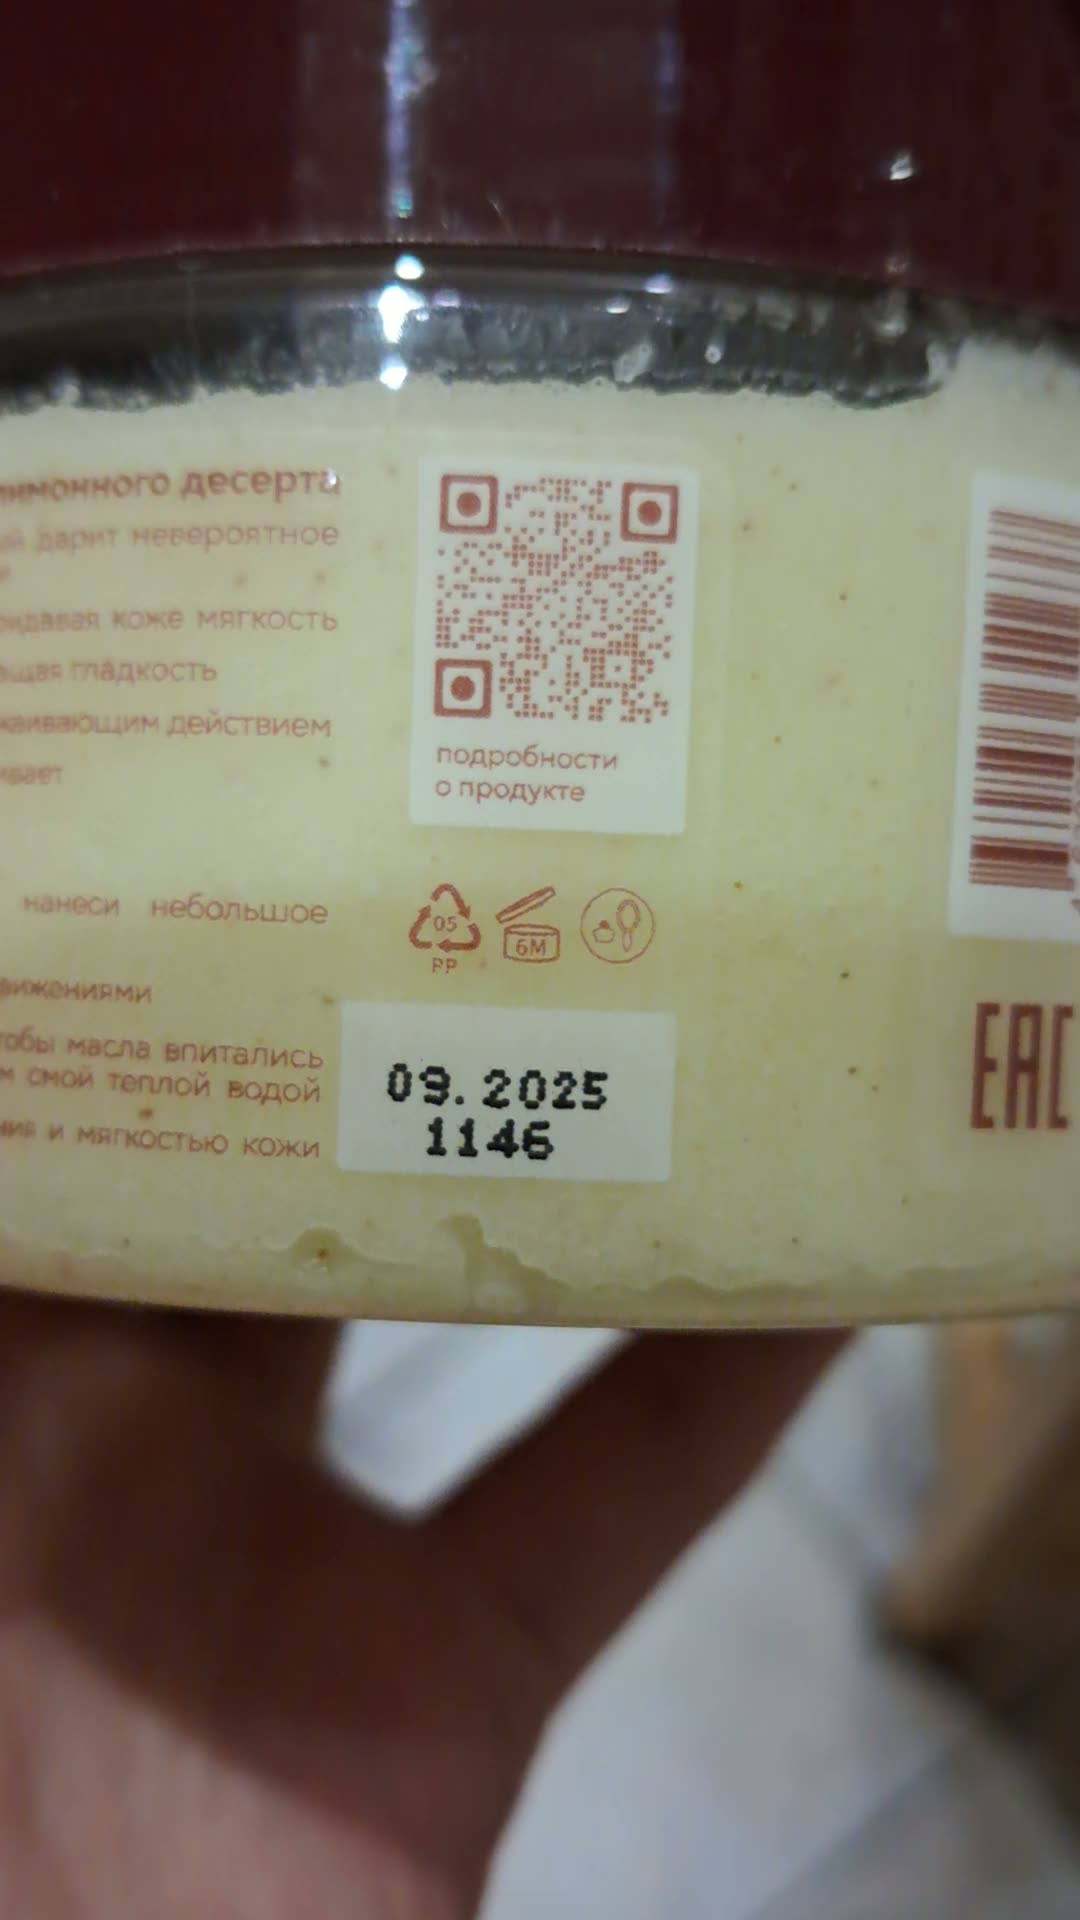 лимонного десерта
дарит невероятное
придавая коже мягкость
гладкость
действием
нанеси небольшое
движениями
чтобы масла впитались
смой теплой водой
и мягкостью кожи
подробности
о продукте
05
PP
6M
09.2025
1146
EAC